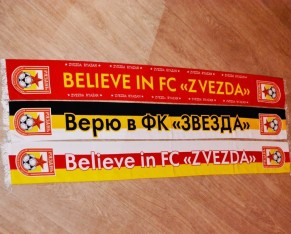 BELIEVE IN FC «ZVEZDA»
Верю в ФК «ЗВЕЗДА»
Believe in FC «ZVEZDA»